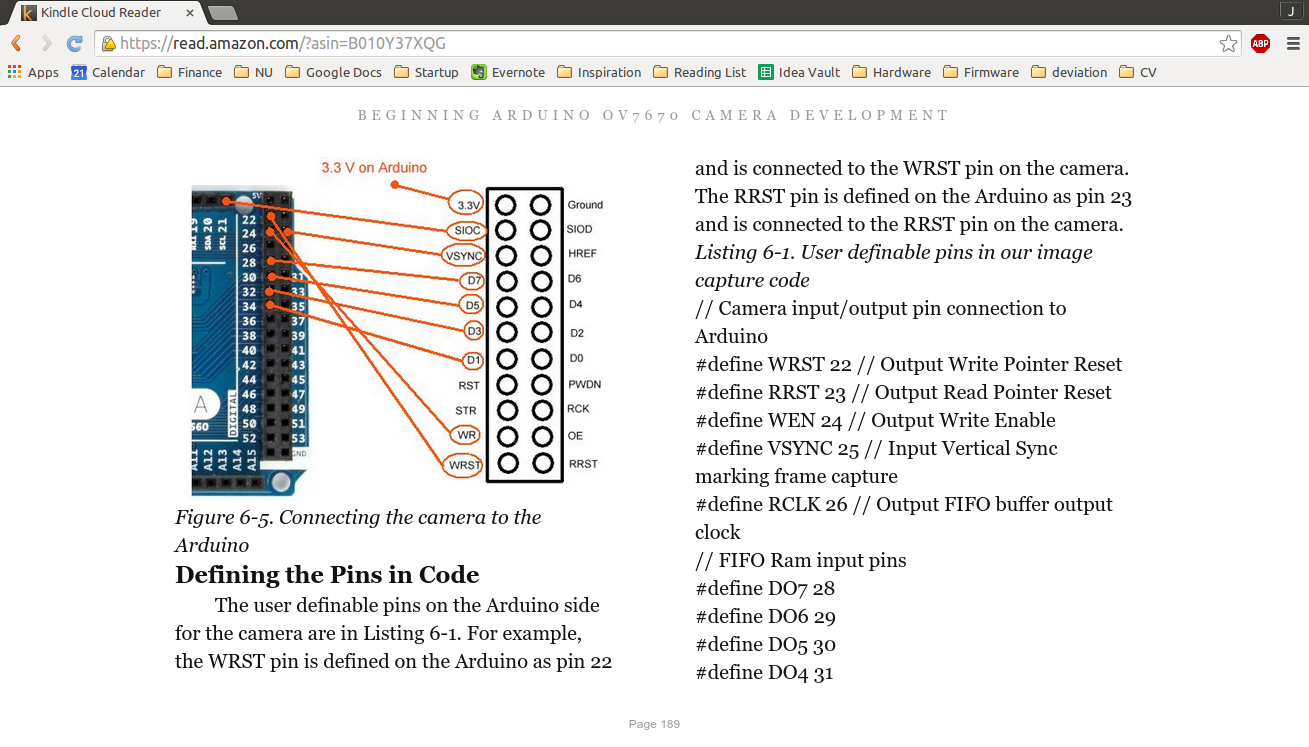 Kindle Cloud Reader
J
https://read.amazon.com/?asin=B010Y37XQG
ABP
Apps
21 Calendar
Finance
NU
Google Docs
Startup
Evernote
Inspiration
Reading List
Idea Vault
Hardware
Firmware
deviation
CV
BEGINNING ARDUINO OV7670 CAMERA DEVELOPMENT
3.3 V on Arduino
5V
SDA 20
SCL 21
22
24
26
28
30
32
34
36
38
40
42
44
46
48
50
52
31
33
35
37
39
41
43
45
47
49
51
53
GND
A
DIGITAL
560
A11
A12
A13
A14
A15
3.3V
Ground
SIOC
SIOD
VSYNC
HREF
D7
D6
D5
D4
D3
D2
D1
D0
RST
PWDN
STR
RCK
WR
OE
WRST
RRST
Figure 6-5. Connecting the camera to the
Arduino
Defining the Pins in Code
The user definable pins on the Arduino side
for the camera are in Listing 6-1. For example,
the WRST pin is defined on the Arduino as pin 22
and is connected to the WRST pin on the camera.
The RRST pin is defined on the Arduino as pin 23
and is connected to the RRST pin on the camera.
Listing 6-1. User definable pins in our image
capture code
// Camera input/output pin connection to
Arduino
#define WRST 22 // Output Write Pointer Reset
#define RRST 23 // Output Read Pointer Reset
#define WEN 24 // Output Write Enable
#define VSYNC 25 // Input Vertical Sync
marking frame capture
#define RCLK 26 // Output FIFO buffer output
clock
// FIFO Ram input pins
#define DO7 28
#define DO6 29
#define DO5 30
#define DO4 31
Page 189